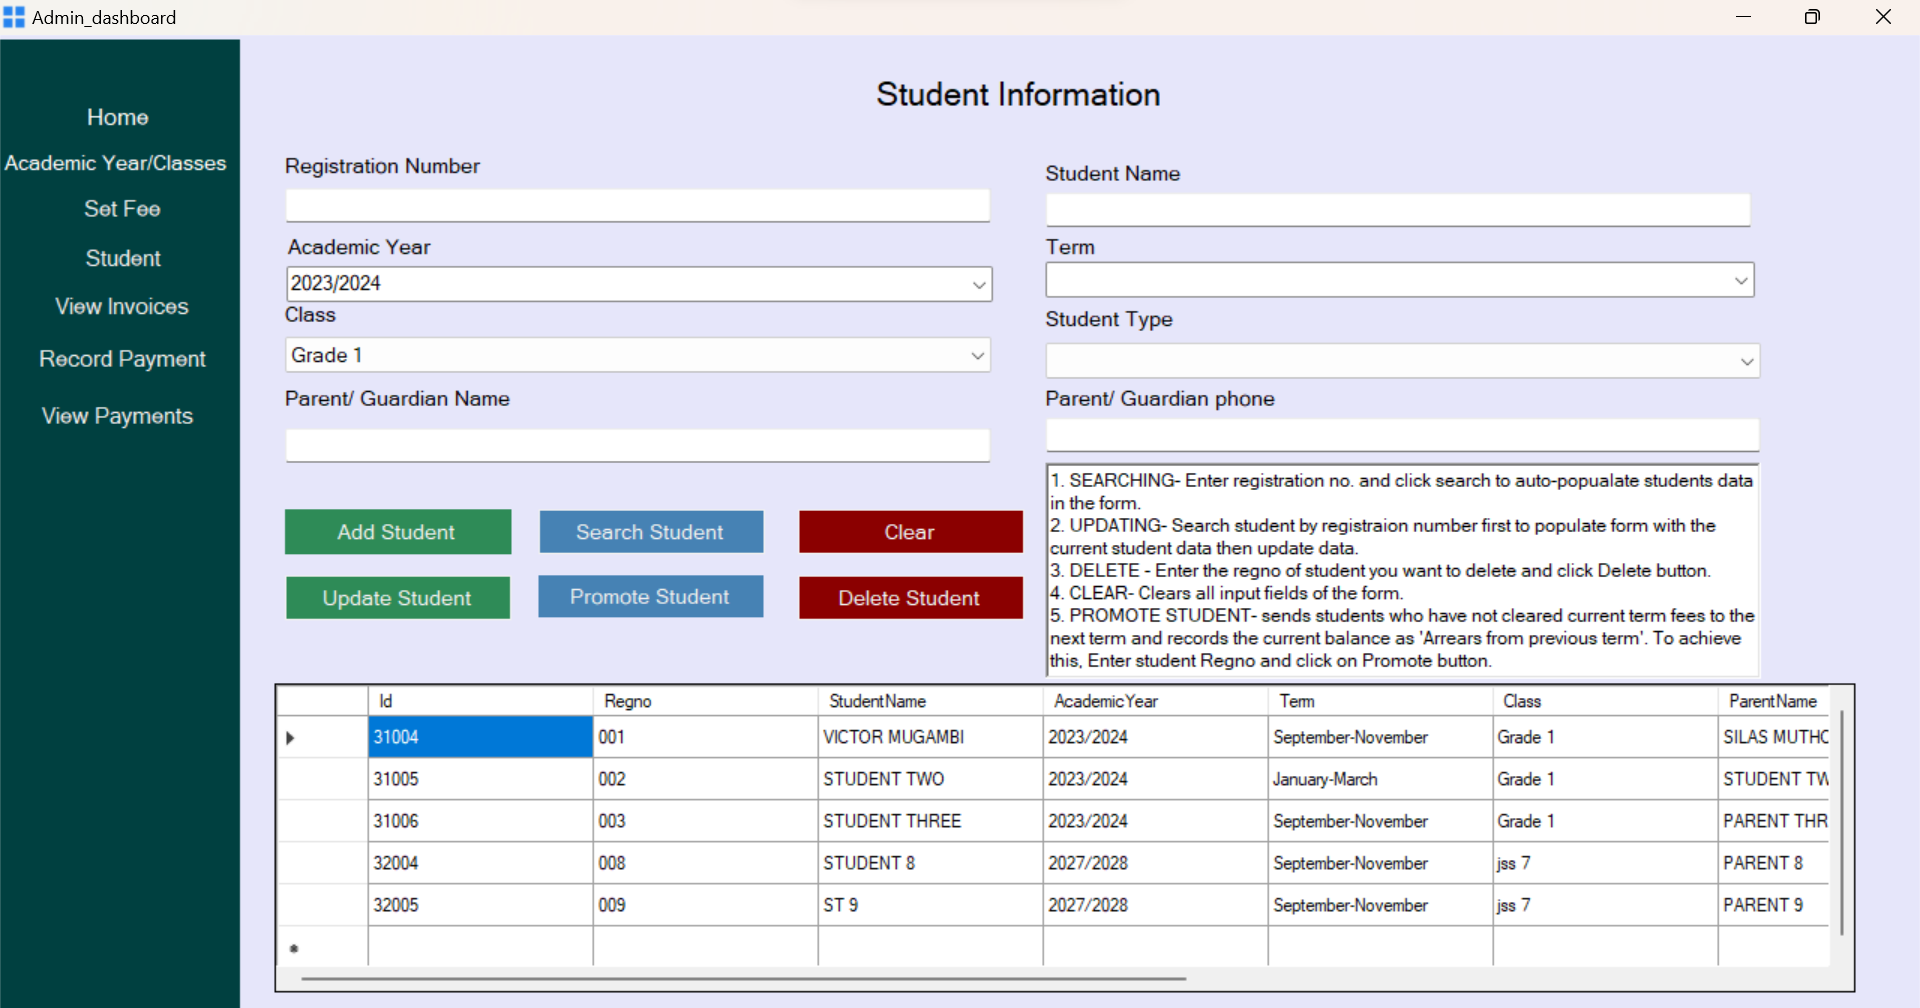 Admin_dashboard
Home
Academic Year/Classes
Set Fee
Student
View Invoices
Record Payment
View Payments
Student Information
Registration Number
Student Name
Academic Year
Term
2023/2024
Class
Student Type
Grade 1
Parent/ Guardian Name
Parent/ Guardian phone
1. SEARCHING- Enter registration no. and click search to auto-popualate students data
in the form.
2. UPDATING- Search student by registraion number first to populate form with the
current student data then update data.
3. DELETE - Enter the regno of student you want to delete and click Delete button.
4. CLEAR- Clears all input fields of the form.
5. PROMOTE STUDENT- sends students who have not cleared current term fees to the
next term and records the current balance as 'Arrears from previous term'. To achieve
this, Enter student Regno and click on Promote button.
Add Student Search Student Clear
Update Student Promote Student Delete Student
Id Regno StudentName AcademicYear Term Class ParentName
31004 001 VICTOR MUGAMBI 2023/2024 September-November Grade 1 SILAS MUTHO
31005 002 STUDENT TWO 2023/2024 January-March Grade 1 STUDENT TW
31006 003 STUDENT THREE 2023/2024 September-November Grade 1 PARENT THR
32004 008 STUDENT 8 2027/2028 September-November jss 7 PARENT 8
32005 009 ST 9 2027/2028 September-November jss 7 PARENT 9